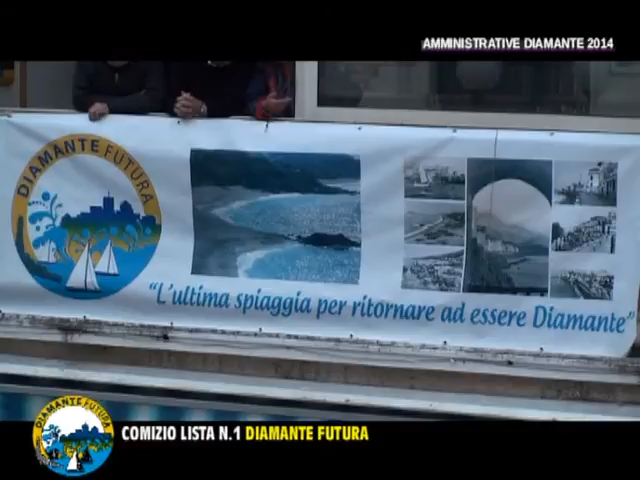 AMMINISTRATIVE DIAMANTE 2014
DIAMANTE FUTURA
"L'ultima spiaggia per ritornare ad essere Diamante"
DIAMANTE FUTURA
COMIZIO LISTA N.1 DIAMANTE FUTURA